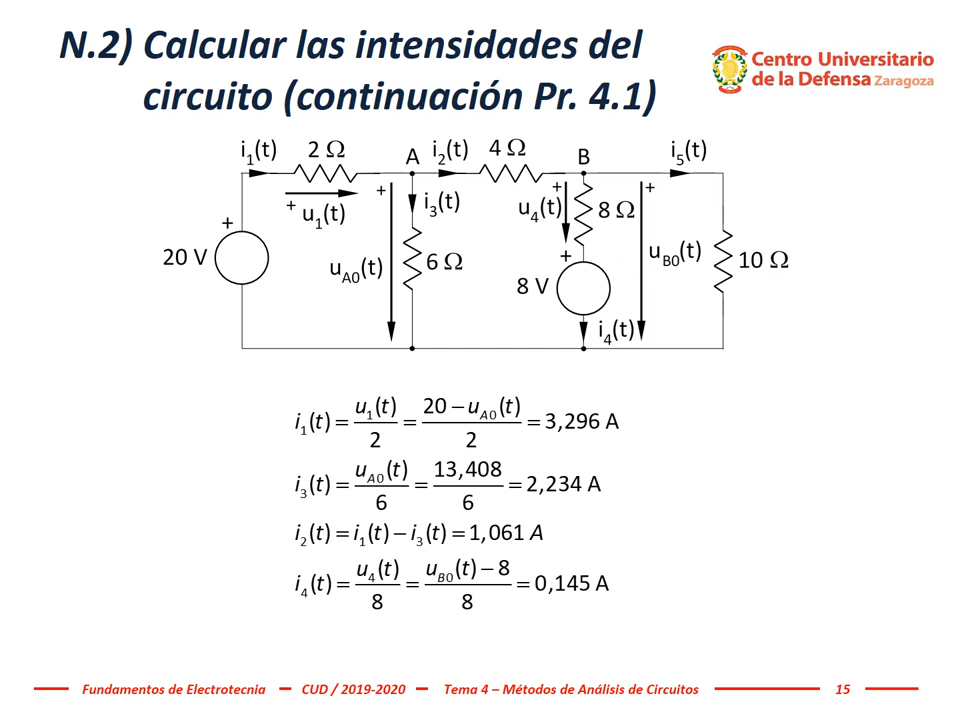 N.2) Calcular las intensidades del
circuito (continuación Pr. 4.1)
Centro Universitario
de la Defensa Zaragoza
i1(t) 2 Ω A i2(t) 4 Ω B i5(t)
+ u1(t) + i3(t) + u4(t) 8 Ω +
+ 20 V uA0(t) 6 Ω + 8 V uB0(t) 10 Ω
i4(t)
i1(t) = u1(t)/2 = (20 − uA0(t))/2 = 3,296 A
i3(t) = uA0(t)/6 = 13,408/6 = 2,234 A
i2(t) = i1(t) − i3(t) = 1,061 A
i4(t) = u4(t)/8 = (uB0(t) − 8)/8 = 0,145 A
Fundamentos de Electrotecnia CUD / 2019-2020 Tema 4 – Métodos de Análisis de Circuitos 15